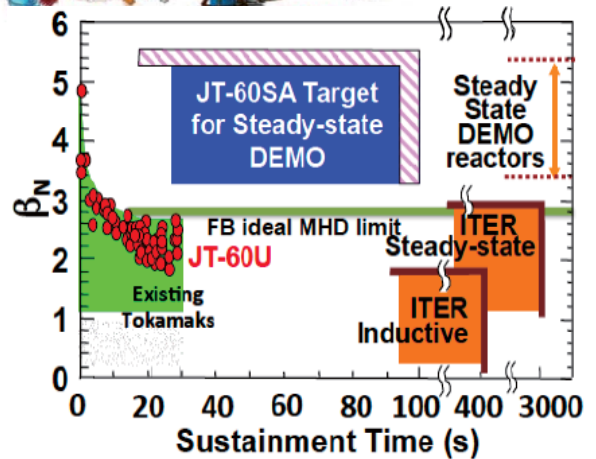 6
5
4
3
2
1
0
βN
JT-60SA Target
for Steady-state
DEMO
Steady
State
DEMO
reactors
FB ideal MHD limit
ITER
Steady-state
JT-60U
Existing
Tokamaks
ITER
Inductive
0 20 40 60 80 100 400 3000
Sustainment Time (s)